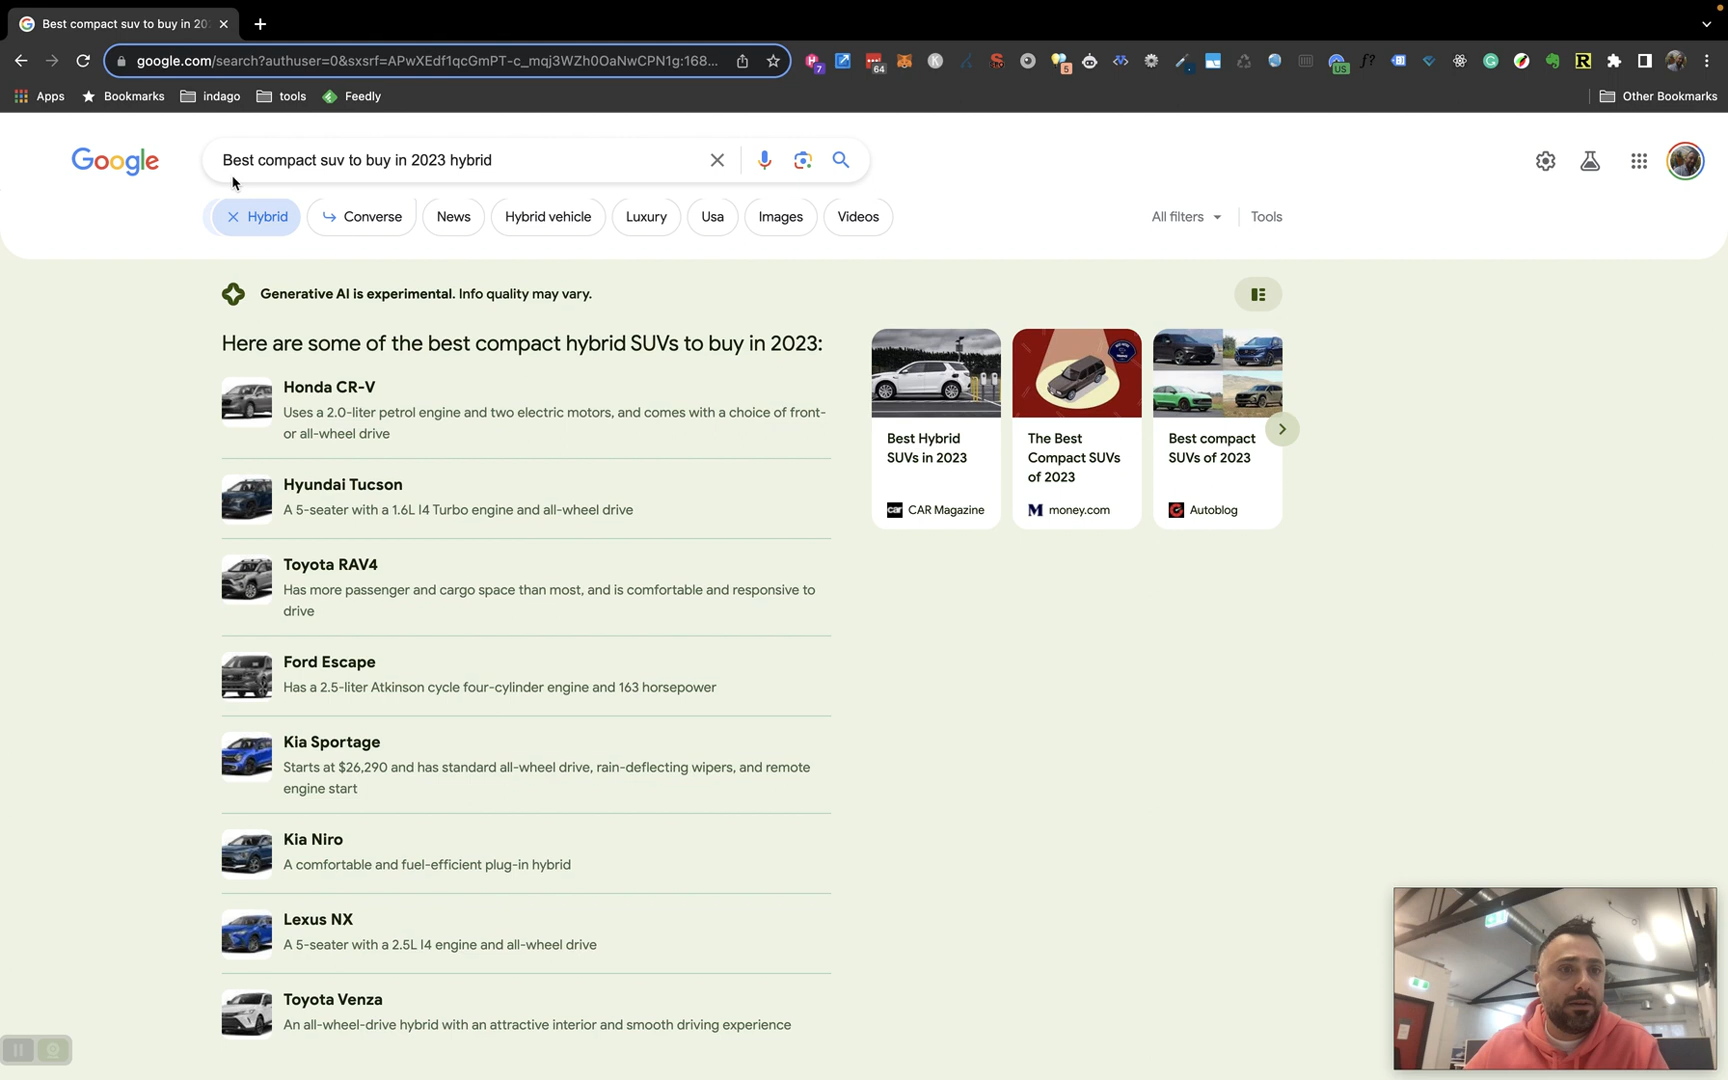 Best compact suv to buy in 20
google.com/search?authuser=0&sxsrf=APwXEdf1qcGmPT-c_mqj3WZh0OaNwCPN1g:168...
7
64
5
US
Apps
Bookmarks
indago
tools
Feedly
Other Bookmarks
Google
Best compact suv to buy in 2023 hybrid
Hybrid
Converse
News
Hybrid vehicle
Luxury
Usa
Images
Videos
All filters
Tools
Generative AI is experimental. Info quality may vary.
Here are some of the best compact hybrid SUVs to buy in 2023:
Honda CR-V
Uses a 2.0-liter petrol engine and two electric motors, and comes with a choice of front-
or all-wheel drive
Hyundai Tucson
A 5-seater with a 1.6L I4 Turbo engine and all-wheel drive
Toyota RAV4
Has more passenger and cargo space than most, and is comfortable and responsive to
drive
Ford Escape
Has a 2.5-liter Atkinson cycle four-cylinder engine and 163 horsepower
Kia Sportage
Starts at $26,290 and has standard all-wheel drive, rain-deflecting wipers, and remote
engine start
Kia Niro
A comfortable and fuel-efficient plug-in hybrid
Lexus NX
A 5-seater with a 2.5L I4 engine and all-wheel drive
Toyota Venza
An all-wheel-drive hybrid with an attractive interior and smooth driving experience
Best Hybrid
SUVs in 2023
car CAR Magazine
The Best
Compact SUVs
of 2023
M money.com
Best compact
SUVs of 2023
Autoblog